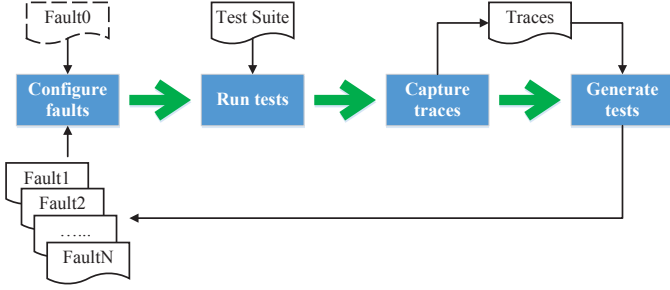 Fault0
Test Suite
Traces
Configure
faults
Run tests
Capture
traces
Generate
tests
Fault1
Fault2
…...
FaultN